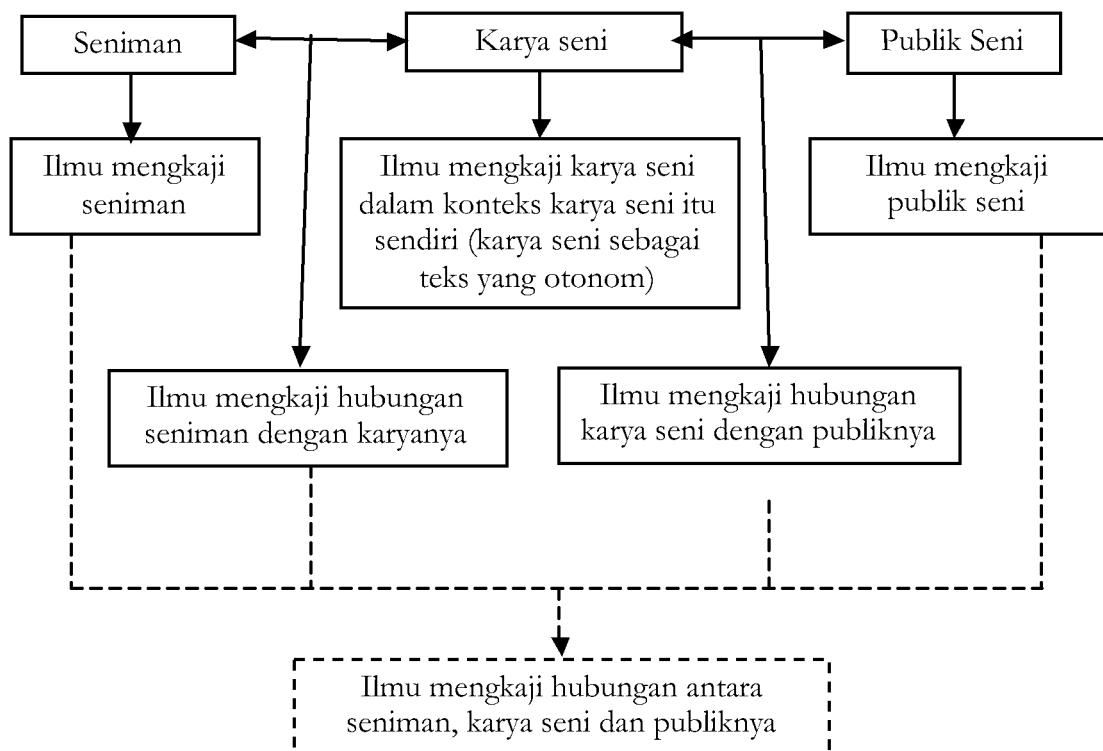 Seniman
Karya seni
Publik Seni
Ilmu mengkaji
seniman
Ilmu mengkaji karya seni
dalam konteks karya seni itu
sendiri (karya seni sebagai
teks yang otonom)
Ilmu mengkaji
publik seni
Ilmu mengkaji hubungan
seniman dengan karyanya
Ilmu mengkaji hubungan
karya seni dengan publiknya
Ilmu mengkaji hubungan antara
seniman, karya seni dan publiknya